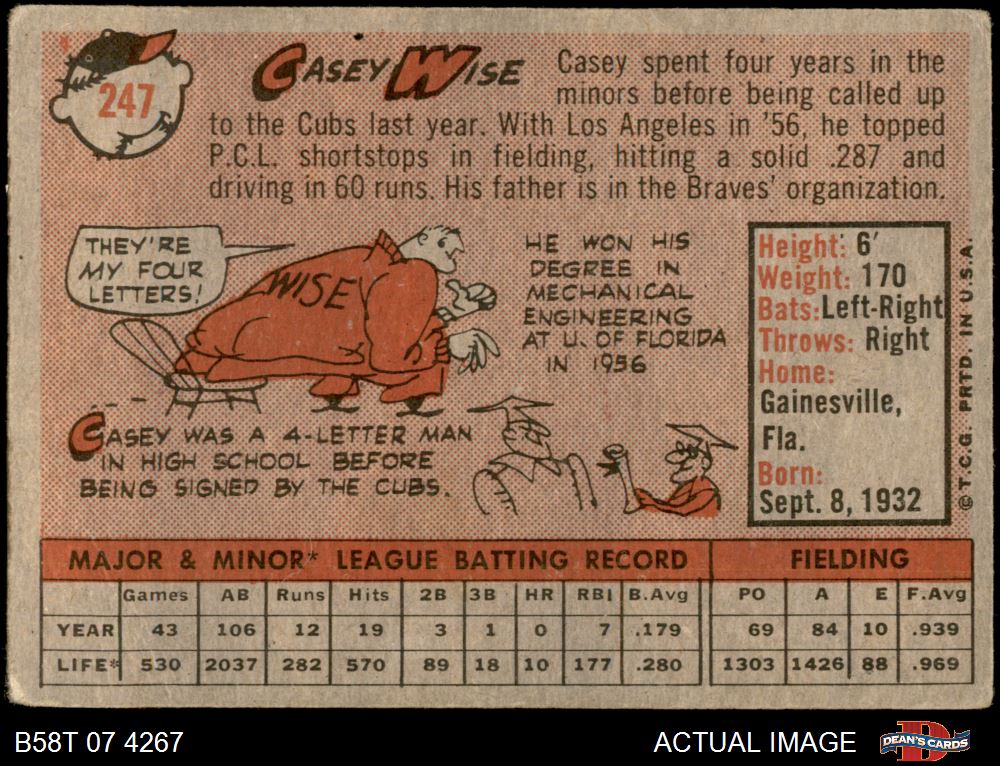 247
CASEY WISE
Casey spent four years in the
minors before being called up
to the Cubs last year. With Los Angeles in '56, he topped
P.C.L. shortstops in fielding, hitting a solid .287 and
driving in 60 runs. His father is in the Braves' organization.
THEY'RE
MY FOUR
LETTERS!
WISE
HE WON HIS
DEGREE IN
MECHANICAL
ENGINEERING
AT U. OF FLORIDA
IN 1956
CASEY WAS A 4-LETTER MAN
IN HIGH SCHOOL BEFORE
BEING SIGNED BY THE CUBS.
Height: 6'
Weight: 170
Bats: Left-Right
Throws: Right
Home:
Gainesville,
Fla.
Born:
Sept. 8, 1932
© T.C.G. PRTD. IN U.S.A.
MAJOR & MINOR* LEAGUE BATTING RECORD FIELDING
Games AB Runs Hits 2B 3B HR RBI B.Avg PO A E F.Avg
YEAR 43 106 12 19 3 1 0 7 .179 69 84 10 .939
LIFE* 530 2037 282 570 89 18 10 177 .280 1303 1426 88 .969
B58T 07 4267
ACTUAL IMAGE
D
DEAN'S CARDS